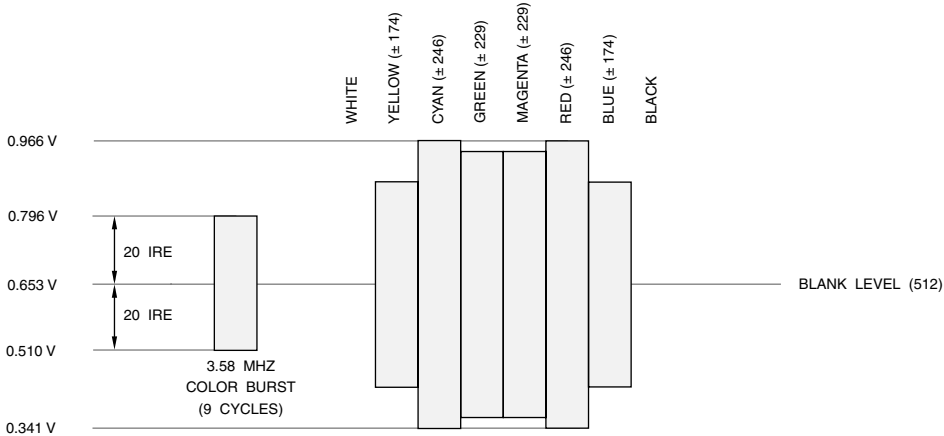 WHITE
YELLOW (± 174)
CYAN (± 246)
GREEN (± 229)
MAGENTA (± 229)
RED (± 246)
BLUE (± 174)
BLACK
0.966 V
0.796 V
20 IRE
0.653 V
BLANK LEVEL (512)
20 IRE
0.510 V
3.58 MHZ
COLOR BURST
(9 CYCLES)
0.341 V